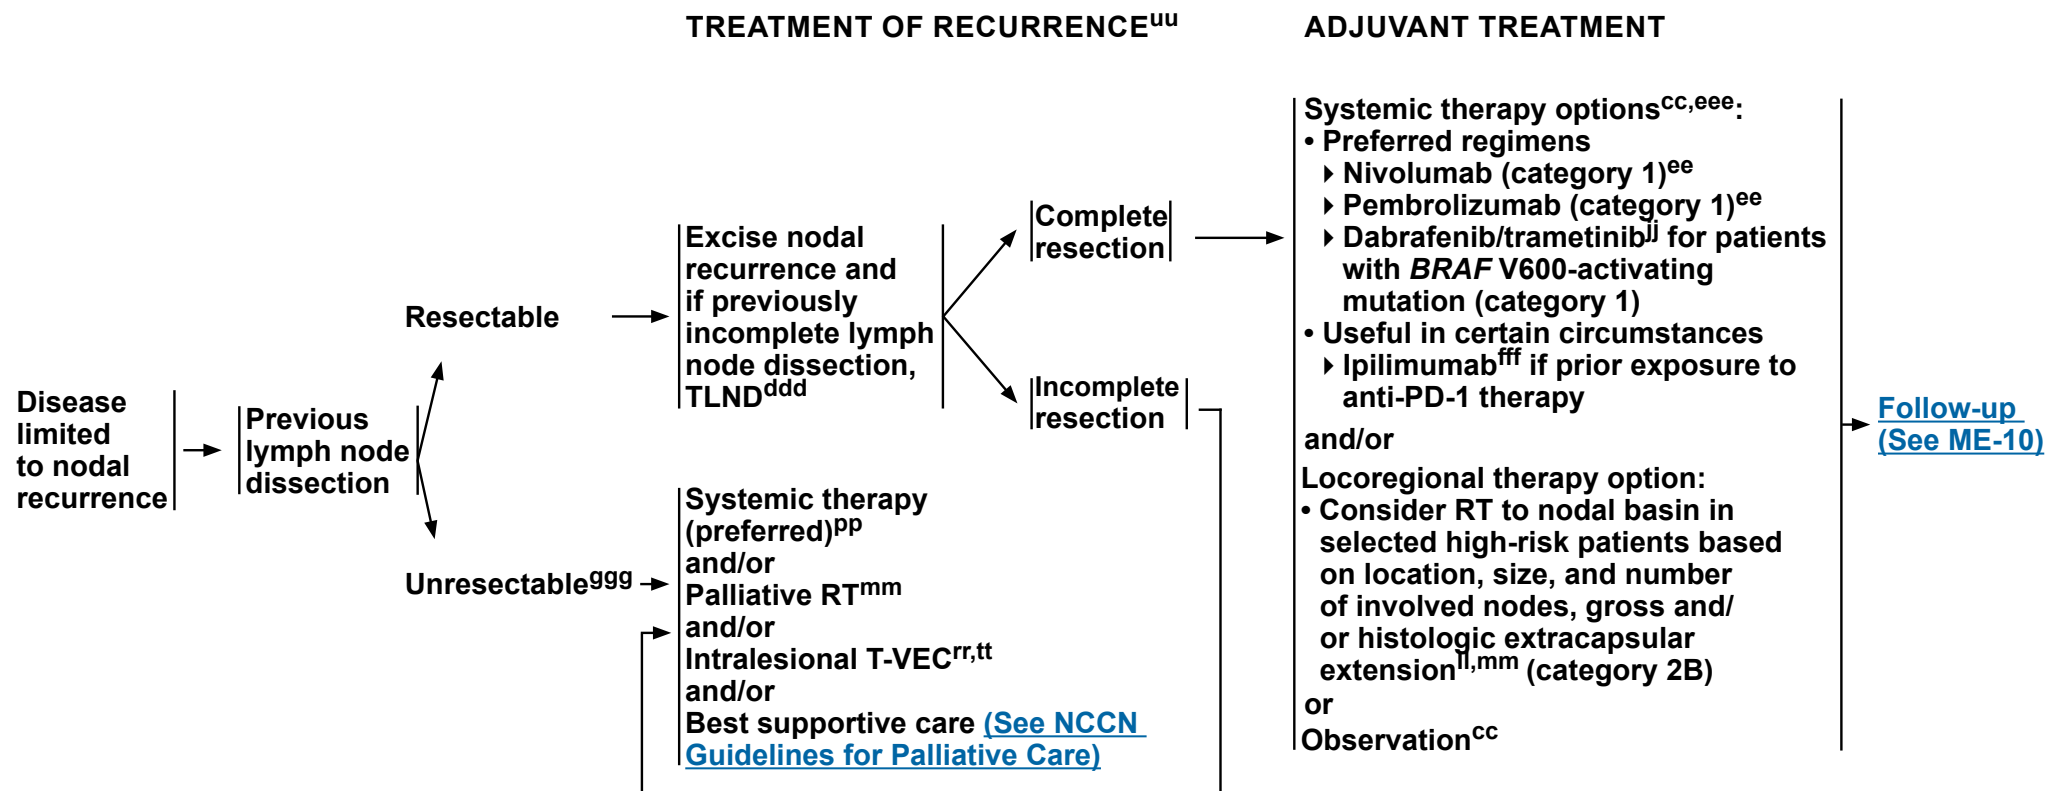 TREATMENT OF RECURRENCEuu
ADJUVANT TREATMENT
Disease
limited
to nodal
recurrence
Previous
lymph node
dissection
Resectable
Unresectableggg
Excise nodal
recurrence and
if previously
incomplete lymph
node dissection,
TLNDddd
Systemic therapy
(preferred)pp
and/or
Palliative RTmm
and/or
Intralesional T-VECrr,tt
and/or
Best supportive care (See NCCN
Guidelines for Palliative Care)
Complete
resection
Incomplete
resection
Systemic therapy optionscc,eee:
• Preferred regimens
Nivolumab (category 1)ee
Pembrolizumab (category 1)ee
Dabrafenib/trametinibjj for patients
with BRAF V600-activating
mutation (category 1)
• Useful in certain circumstances
Ipilimumabfff if prior exposure to
anti-PD-1 therapy
and/or
Locoregional therapy option:
• Consider RT to nodal basin in
selected high-risk patients based
on location, size, and number
of involved nodes, gross and/
or histologic extracapsular
extensionll,mm (category 2B)
or
Observationcc
Follow-up
(See ME-10)